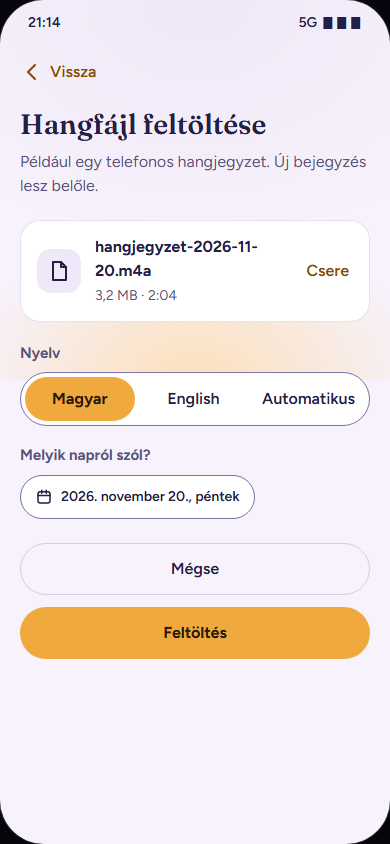 21:14
5G
Vissza
Hangfájl feltöltése
Például egy telefonos hangjegyzet. Új bejegyzés
lesz belőle.
hangjegyzet-2026-11-
20.m4a
3,2 MB · 2:04
Csere
Nyelv
Magyar
English
Automatikus
Melyik napról szól?
2026. november 20., péntek
Mégse
Feltöltés